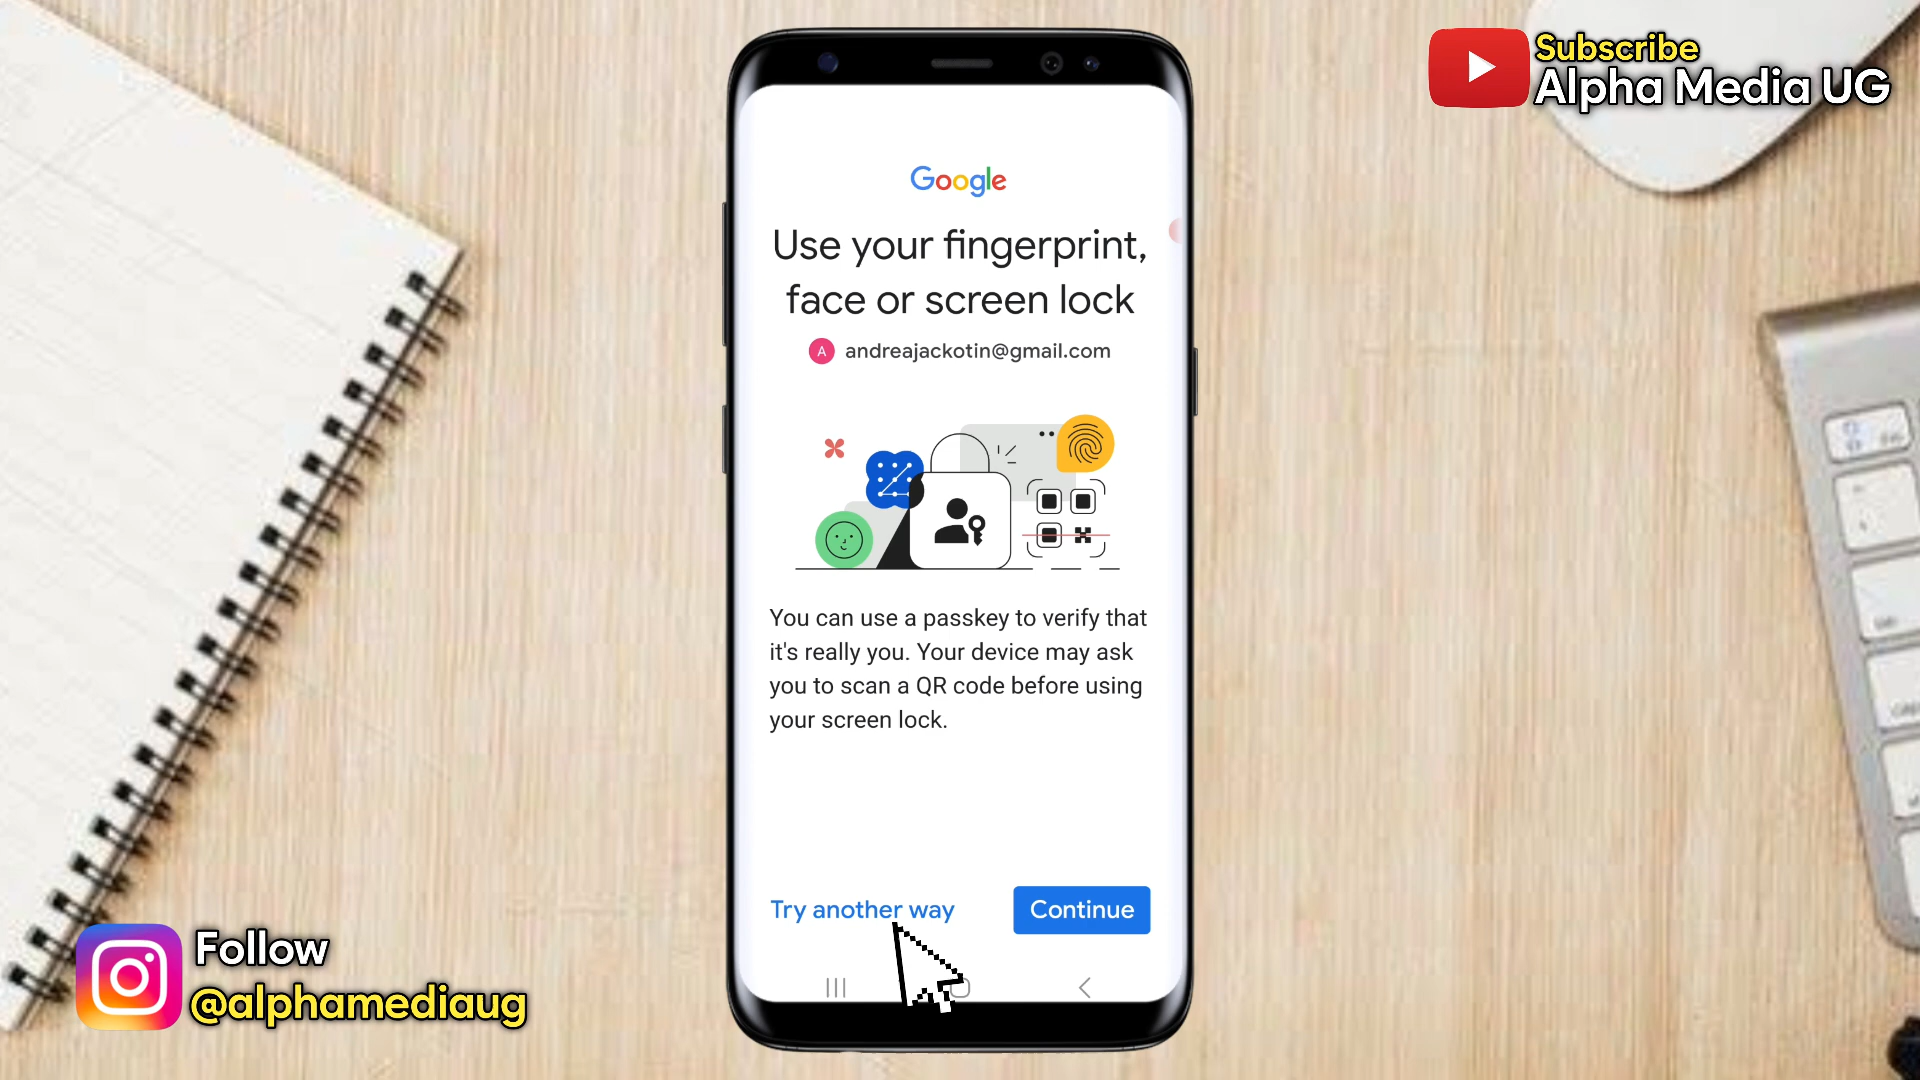 Subscribe
Alpha Media UG
Google
Use your fingerprint,
face or screen lock
A andreajackotin@gmail.com
You can use a passkey to verify that
it's really you. Your device may ask
you to scan a QR code before using
your screen lock.
Try another way
Continue
Follow
@alphamediaug